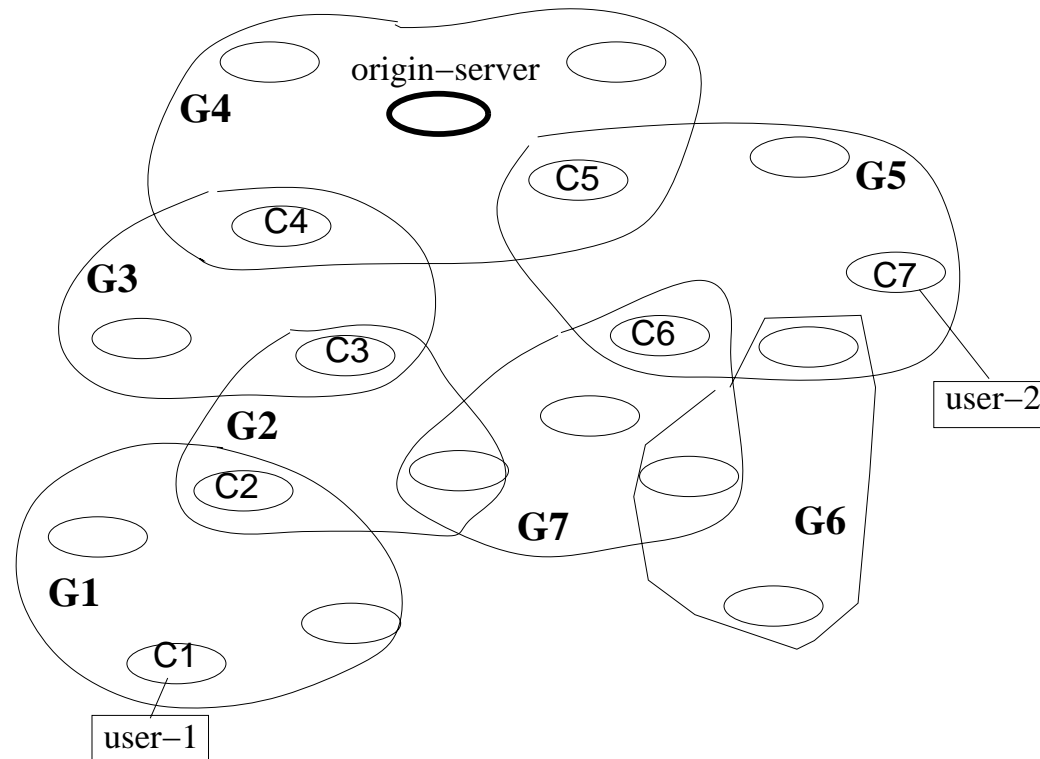 origin−server
G4
C5
G5
C4
G3
C7
C6
C3
user−2
G2
C2
G7
G6
G1
C1
user−1